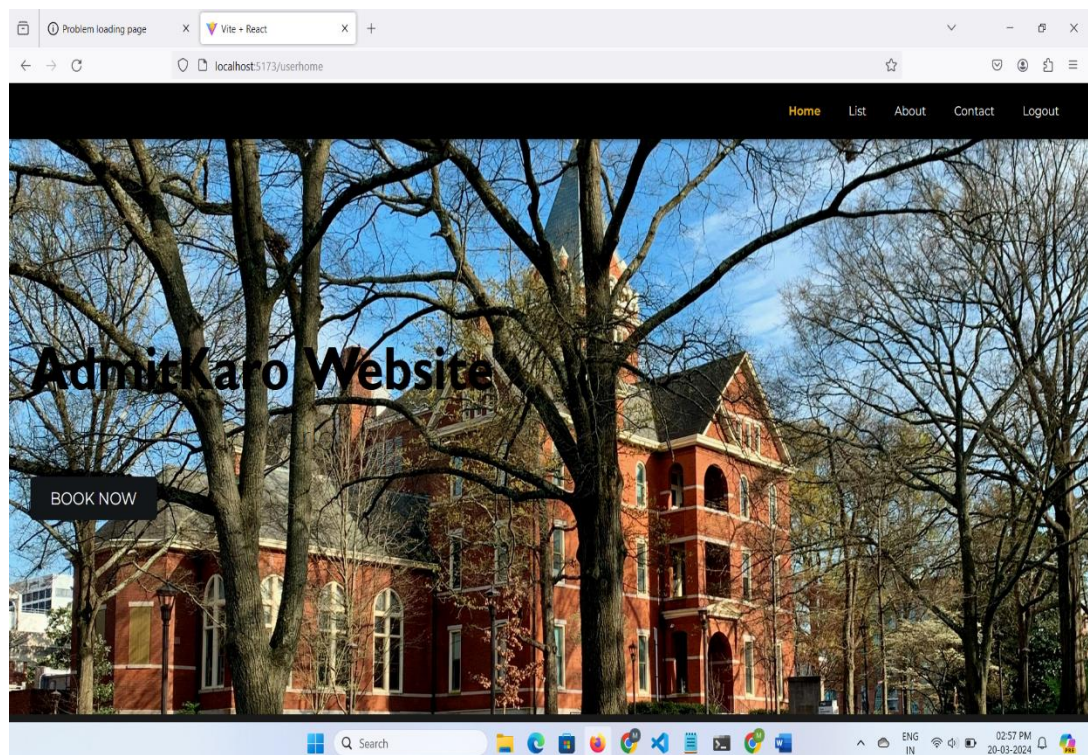 Problem loading page
Vite + React
localhost:5173/userhome
Home List About Contact Logout
AdmitKaro Website
BOOK NOW
Search
ENG
IN
02:57 PM
20-03-2024